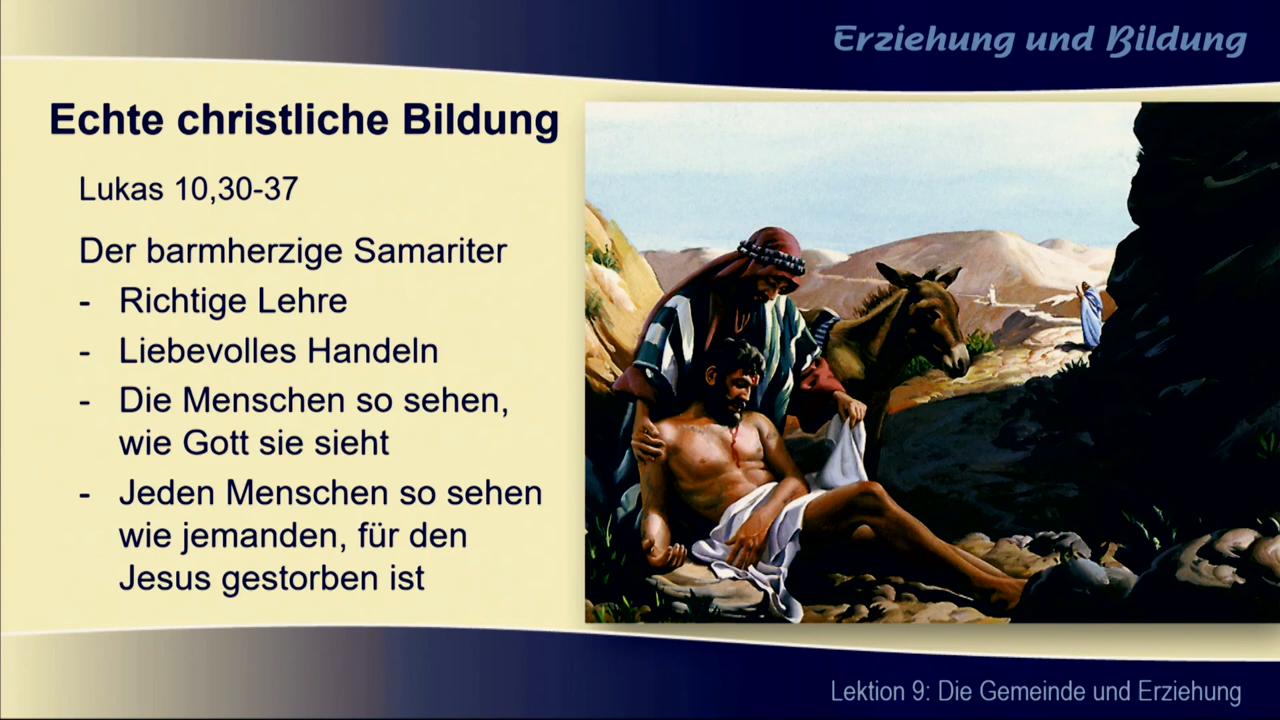 Erziehung und Bildung
Echte christliche Bildung
Lukas 10,30-37
Der barmherzige Samariter
- Richtige Lehre
- Liebevolles Handeln
- Die Menschen so sehen,
wie Gott sie sieht
- Jeden Menschen so sehen
wie jemanden, für den
Jesus gestorben ist
Lektion 9: Die Gemeinde und Erziehung